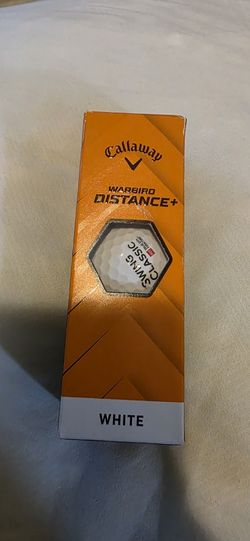 Callaway
WARBIRD
DISTANCE+
SWING
CLASSIC
WHITE